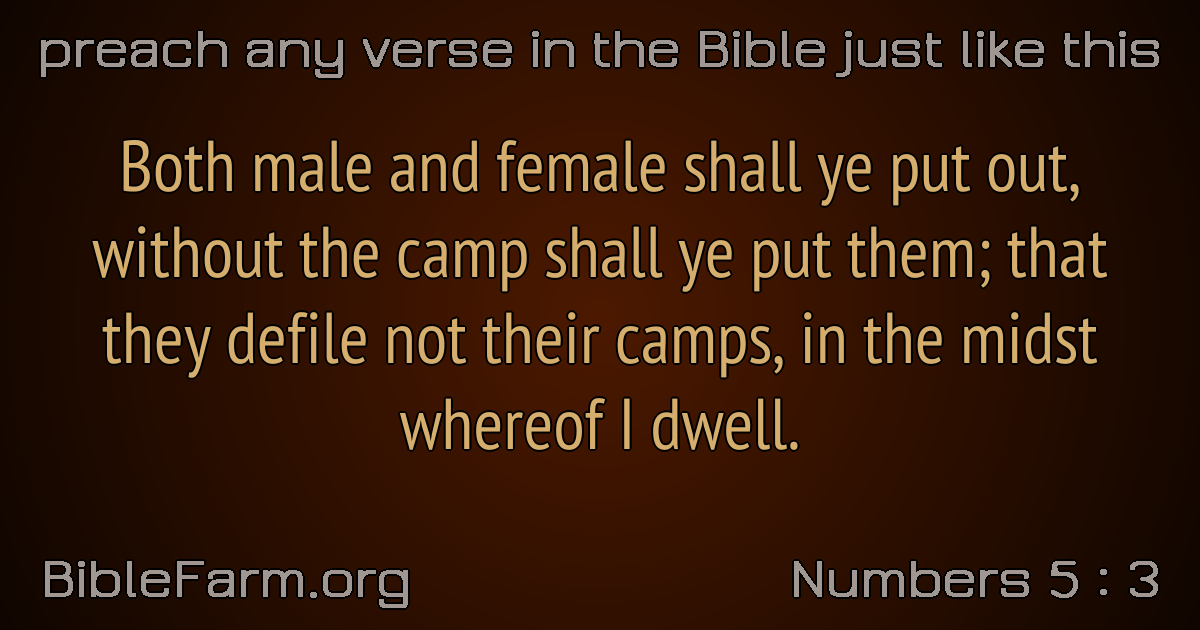 preach any verse in the Bible just like this
Both male and female shall ye put out,
without the camp shall ye put them; that
they defile not their camps, in the midst
whereof I dwell.
BibleFarm.org
Numbers 5 : 3